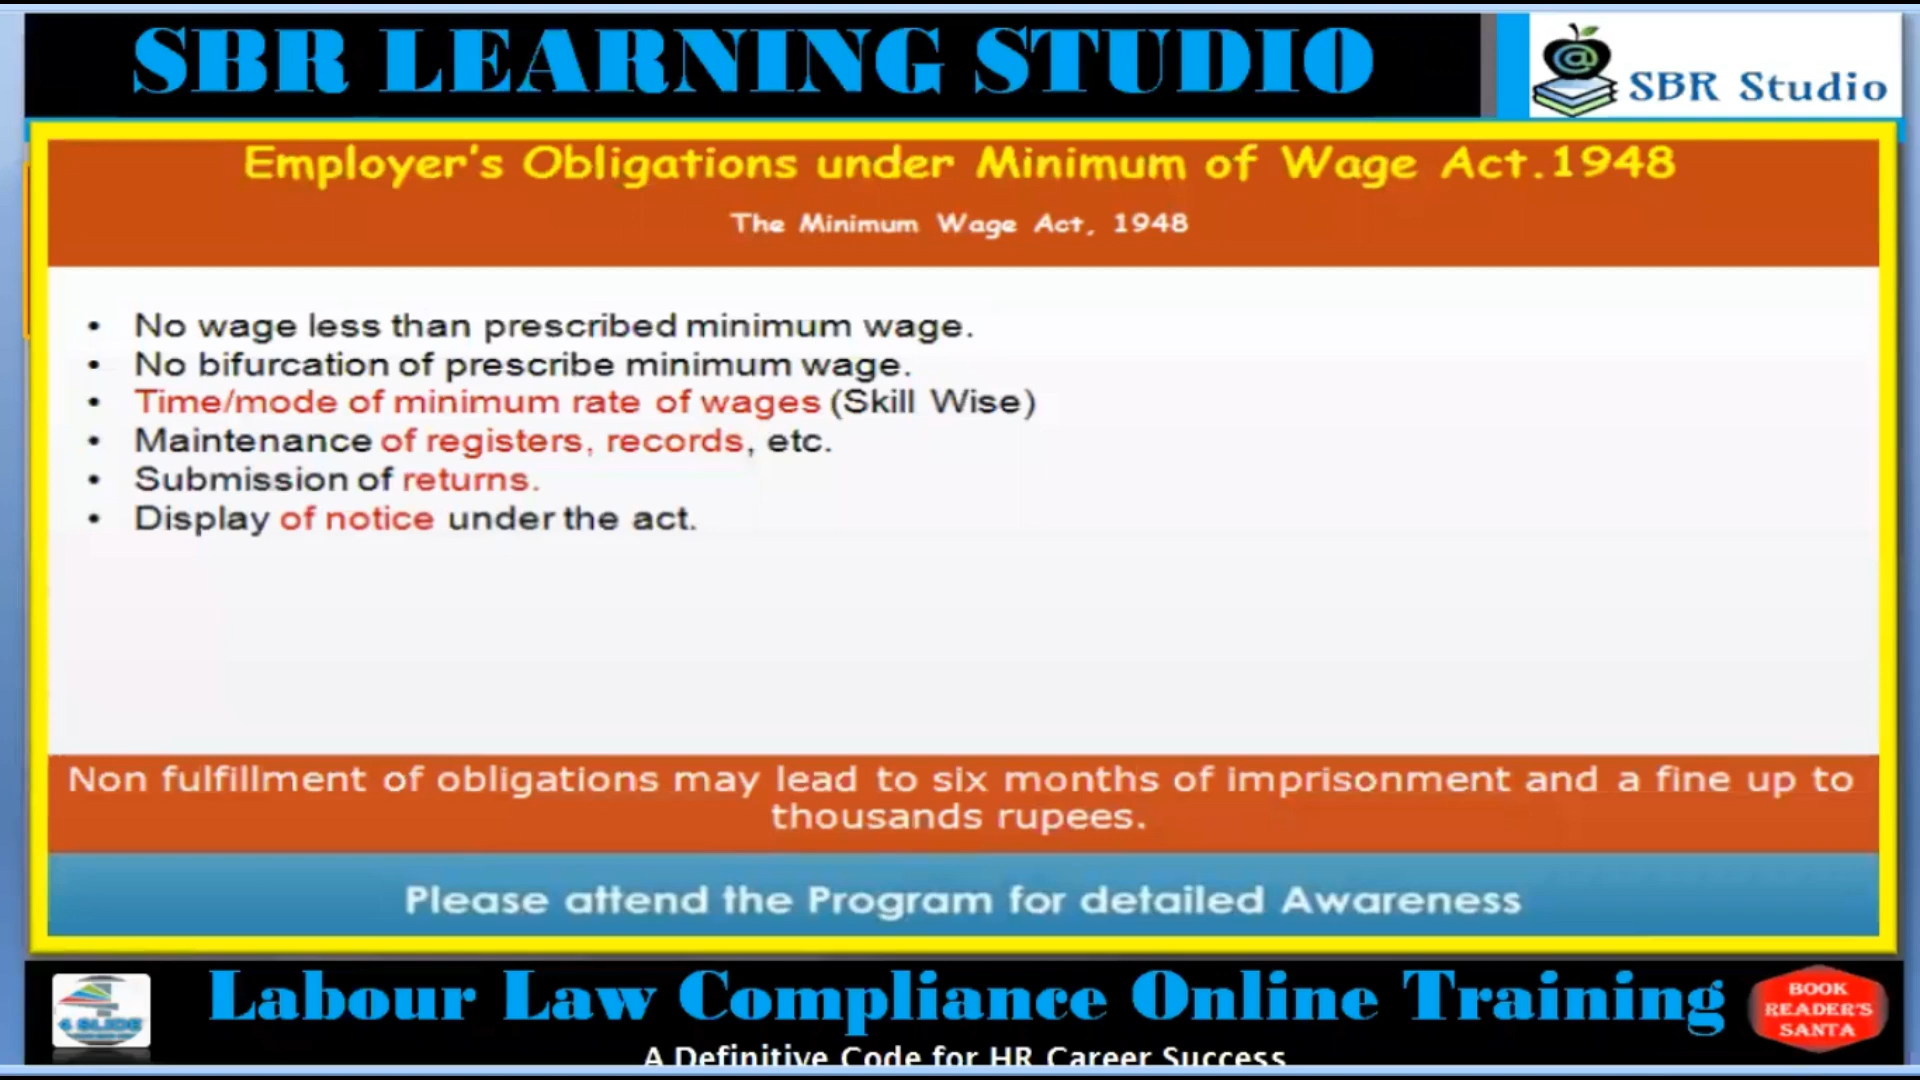 SBR LEARNING STUDIO
@ SBR Studio
Employer's Obligations under Minimum of Wage Act.1948
The Minimum Wage Act, 1948
• No wage less than prescribed minimum wage.
• No bifurcation of prescribe minimum wage.
• Time/mode of minimum rate of wages (Skill Wise)
• Maintenance of registers, records, etc.
• Submission of returns.
• Display of notice under the act.
Non fulfillment of obligations may lead to six months of imprisonment and a fine up to
thousands rupees.
Please attend the Program for detailed Awareness
4 SLIDE
Labour Law Compliance Online Training
BOOK
READER'S
SANTA
A Definitive Code for HR Career Success